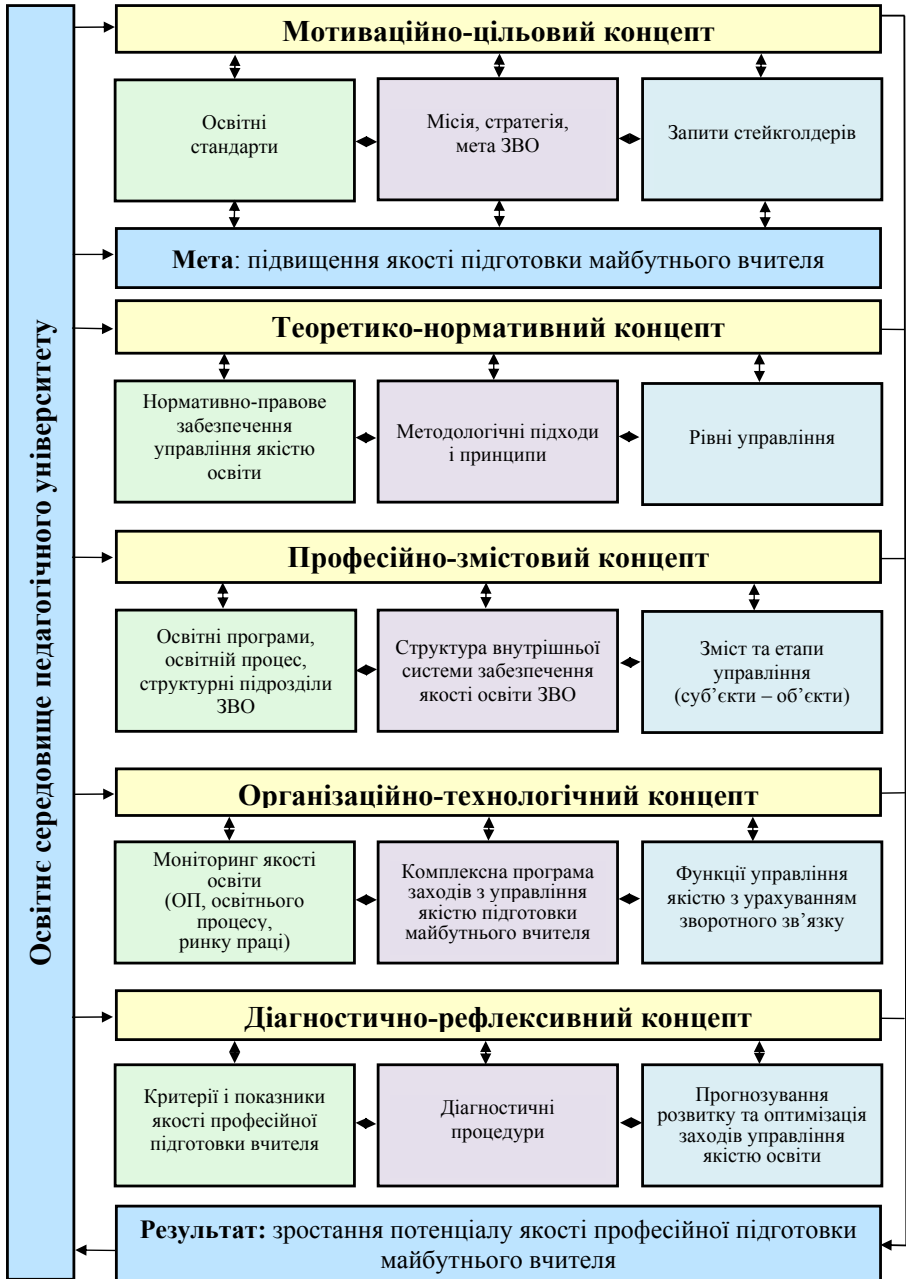 Освітнє середовище педагогічного університету
Мотиваційно-цільовий концепт
Освітні
стандарти
Місія, стратегія,
мета ЗВО
Запити стейкголдерів
Мета: підвищення якості підготовки майбутнього вчителя
Теоретико-нормативний концепт
Нормативно-правове
забезпечення
управління якістю
освіти
Методологічні підходи
і принципи
Рівні управління
Професійно-змістовий концепт
Освітні програми,
освітній процес,
структурні підрозділи
ЗВО
Структура внутрішньої
системи забезпечення
якості освіти ЗВО
Зміст та етапи
управління
(суб’єкти – об’єкти)
Організаційно-технологічний концепт
Моніторинг якості
освіти
(ОП, освітнього
процесу,
ринку праці)
Комплексна програма
заходів з управління
якістю підготовки
майбутнього вчителя
Функції управління
якістю з урахуванням
зворотного зв’язку
Діагностично-рефлексивний концепт
Критерії і показники
якості професійної
підготовки вчителя
Діагностичні
процедури
Прогнозування
розвитку та оптимізація
заходів управління
якістю освіти
Результат: зростання потенціалу якості професійної підготовки
майбутнього вчителя